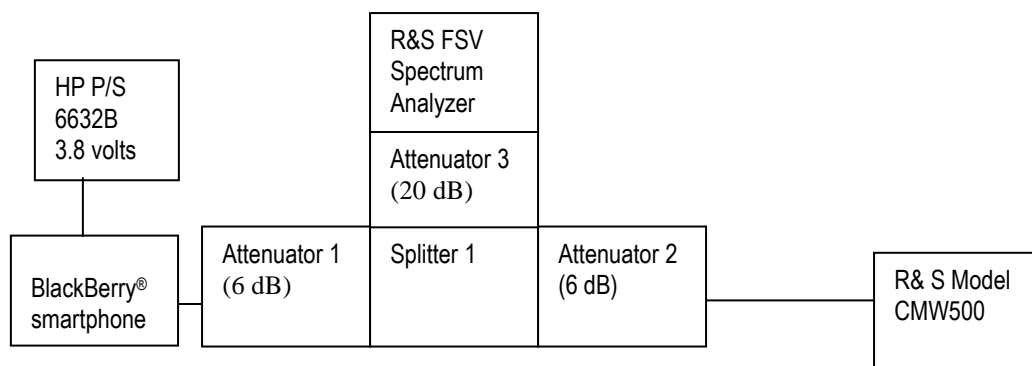 R&S FSV
Spectrum
Analyzer
HP P/S
6632B
3.8 volts
Attenuator 3
(20 dB)
BlackBerry®
smartphone
Attenuator 1
(6 dB)
Splitter 1
Attenuator 2
(6 dB)
R& S Model
CMW500